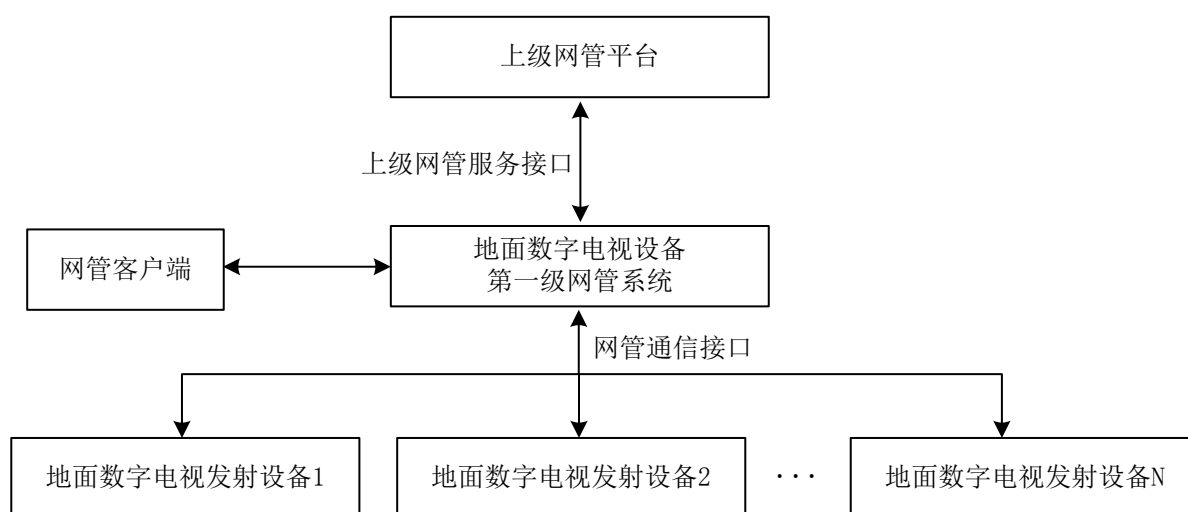 上级网管平台
上级网管服务接口
网管客户端
地面数字电视设备
第一级网管系统
网管通信接口
地面数字电视发射设备1
地面数字电视发射设备2
···
地面数字电视发射设备N